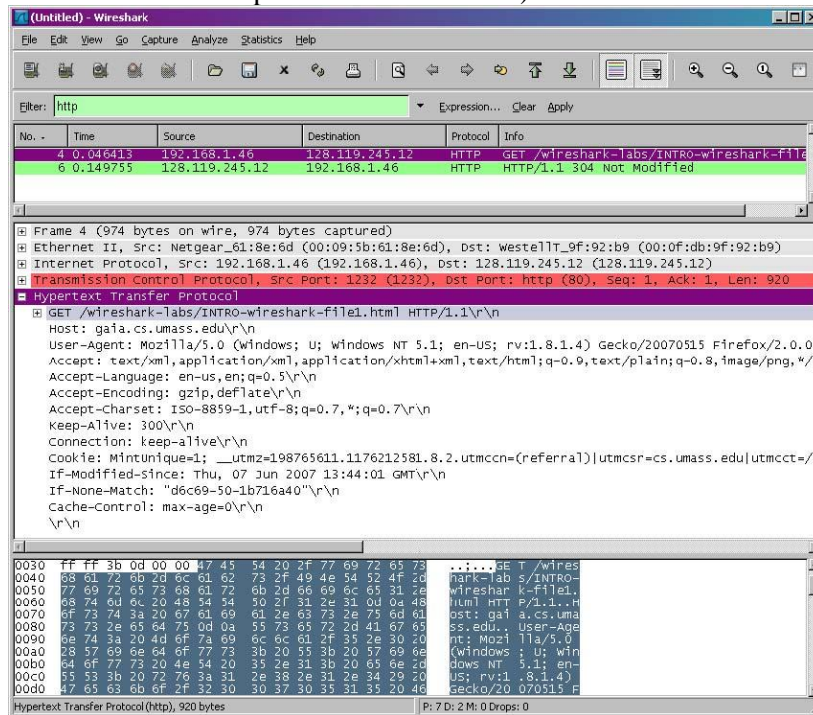 (Untitled) - Wireshark
File Edit View Go Capture Analyze Statistics Help
Filter: http Expression... Clear Apply
No. - Time Source Destination Protocol Info
4 0.046413 192.168.1.46 128.119.245.12 HTTP GET /wireshark-labs/INTRO-wireshark-file
6 0.149755 128.119.245.12 192.168.1.46 HTTP HTTP/1.1 304 Not Modified
Frame 4 (974 bytes on wire, 974 bytes captured)
Ethernet II, Src: Netgear_61:8e:6d (00:09:5b:61:8e:6d), Dst: WestellT_9f:92:b9 (00:0f:db:9f:92:b9)
Internet Protocol, Src: 192.168.1.46 (192.168.1.46), Dst: 128.119.245.12 (128.119.245.12)
Transmission Control Protocol, Src Port: 1232 (1232), Dst Port: http (80), Seq: 1, Ack: 1, Len: 920
Hypertext Transfer Protocol
GET /wireshark-labs/INTRO-wireshark-file1.html HTTP/1.1\r\n
Host: gaia.cs.umass.edu\r\n
User-Agent: Mozilla/5.0 (Windows; U; Windows NT 5.1; en-US; rv:1.8.1.4) Gecko/20070515 Firefox/2.0.0
Accept: text/xml,application/xml,application/xhtml+xml,text/html;q=0.9,text/plain;q=0.8,image/png,*/
Accept-Language: en-us,en;q=0.5\r\n
Accept-Encoding: gzip,deflate\r\n
Accept-Charset: ISO-8859-1,utf-8;q=0.7,*;q=0.7\r\n
Keep-Alive: 300\r\n
Connection: keep-alive\r\n
Cookie: MintUnique=1; __utmz=198765611.1176212581.8.2.utmccn=(referral)|utmcsr=cs.umass.edu|utmcct=/
If-Modified-Since: Thu, 07 Jun 2007 13:44:01 GMT\r\n
If-None-Match: "d6c69-50-1b716a40"\r\n
Cache-Control: max-age=0\r\n
\r\n
0030 ff ff 3b 0d 00 00 47 45 54 20 2f 77 69 72 65 73 ..;...GE T /wires
0040 68 61 72 6b 2d 6c 61 62 73 2f 49 4e 54 52 4f 2d hark-lab s/INTRO-
0050 77 69 72 65 73 68 61 72 6b 2d 66 69 6c 65 31 2e wireshar k-file1.
0060 68 74 6d 6c 20 48 54 54 50 2f 31 2e 31 0d 0a 48 html HTT P/1.1..H
0070 6f 73 74 3a 20 67 61 69 61 2e 63 73 2e 75 6d 61 ost: gai a.cs.uma
0080 73 73 2e 65 64 75 0d 0a 55 73 65 72 2d 41 67 65 ss.edu.. User-Age
0090 6e 74 3a 20 4d 6f 7a 69 6c 6c 61 2f 35 2e 30 20 nt: Mozi lla/5.0
00a0 28 57 69 6e 64 6f 77 73 3b 20 55 3b 20 57 69 6e (Windows ; U; Win
00b0 64 6f 77 73 20 4e 54 20 35 2e 31 3b 20 65 6e 2d dows NT 5.1; en-
00c0 55 53 3b 20 72 76 3a 31 2e 38 2e 31 2e 34 29 20 US; rv:1 .8.1.4)
00d0 47 65 63 6b 6f 2f 32 30 30 37 30 35 31 35 20 46 Gecko/20 070515 F
Hypertext Transfer Protocol (http), 920 bytes P: 7 D: 2 M: 0 Drops: 0